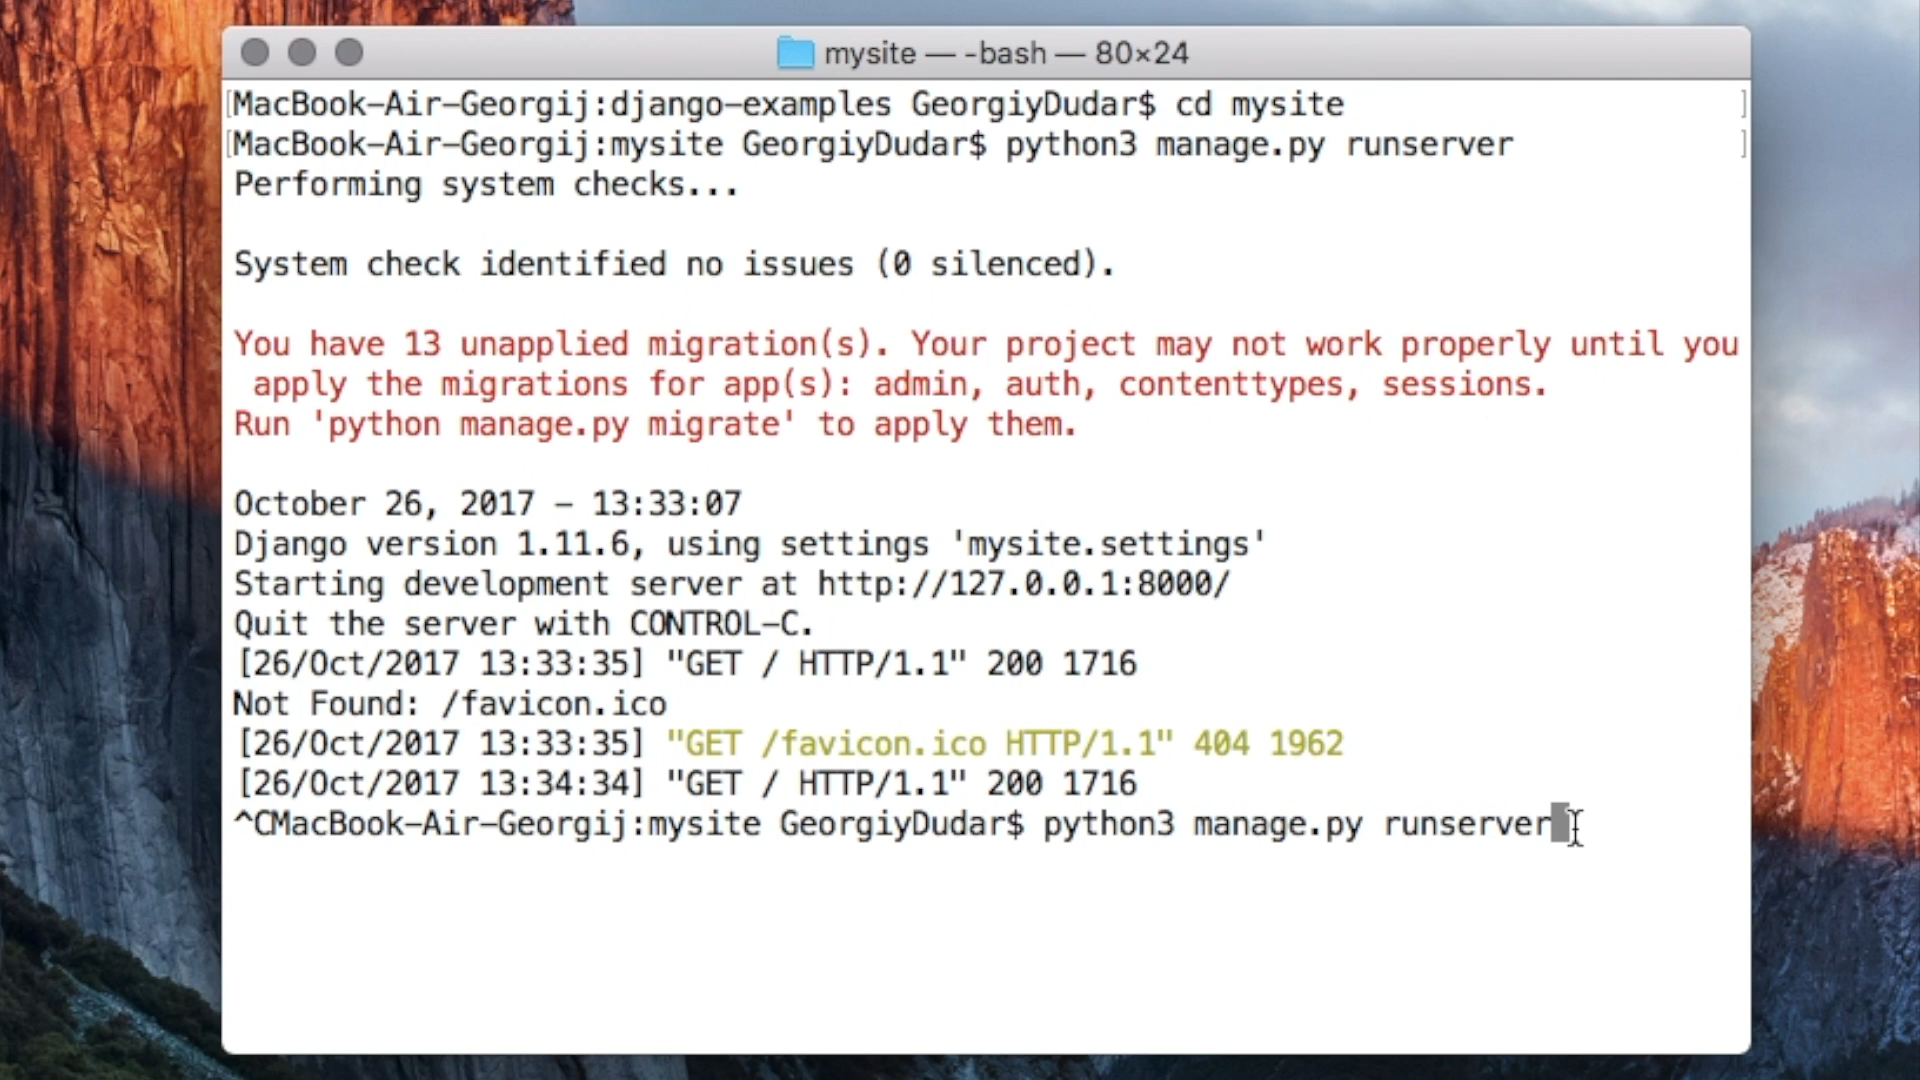 mysite — -bash — 80×24
[MacBook-Air-Georgij:django-examples GeorgiyDudar$ cd mysite ]
[MacBook-Air-Georgij:mysite GeorgiyDudar$ python3 manage.py runserver ]
Performing system checks...
System check identified no issues (0 silenced).
You have 13 unapplied migration(s). Your project may not work properly until you
apply the migrations for app(s): admin, auth, contenttypes, sessions.
Run 'python manage.py migrate' to apply them.
October 26, 2017 - 13:33:07
Django version 1.11.6, using settings 'mysite.settings'
Starting development server at http://127.0.0.1:8000/
Quit the server with CONTROL-C.
[26/Oct/2017 13:33:35] "GET / HTTP/1.1" 200 1716
Not Found: /favicon.ico
[26/Oct/2017 13:33:35] "GET /favicon.ico HTTP/1.1" 404 1962
[26/Oct/2017 13:34:34] "GET / HTTP/1.1" 200 1716
^CMacBook-Air-Georgij:mysite GeorgiyDudar$ python3 manage.py runserver